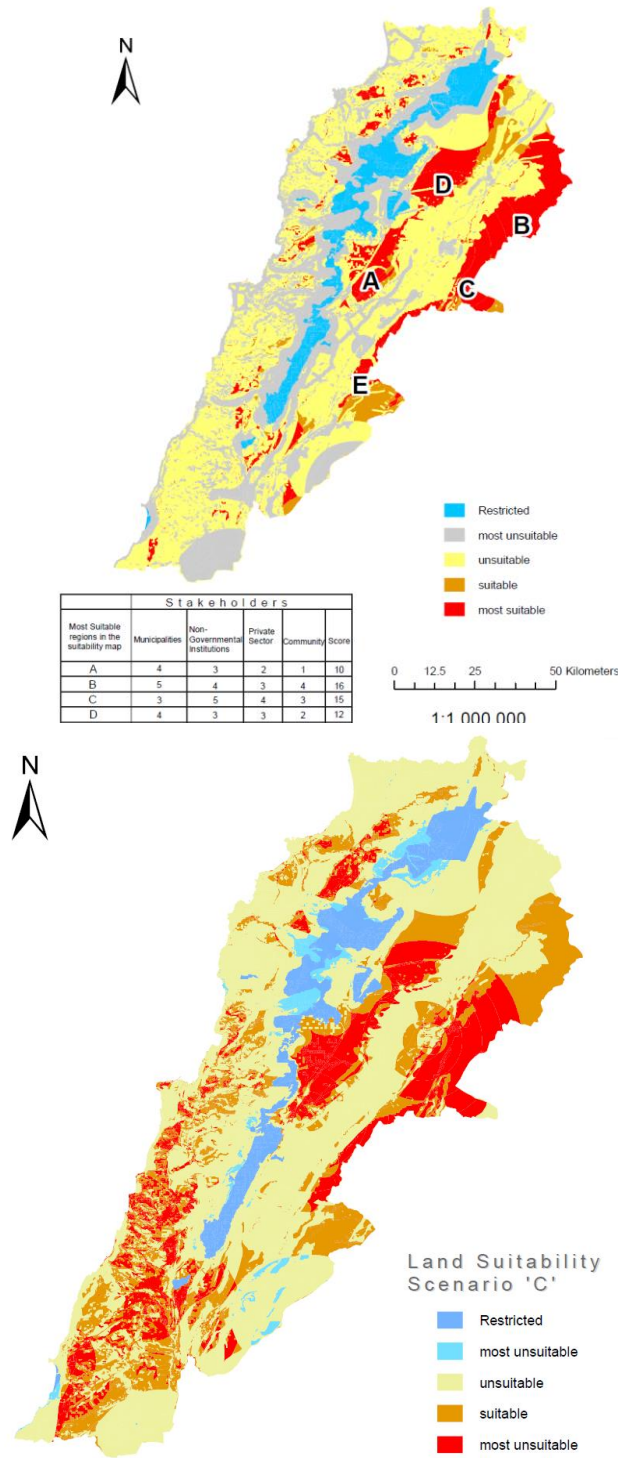 N
D
B
A
C
E
Restricted
most unsuitable
unsuitable
suitable
most suitable
Stakeholders
Most Suitable regions in the suitability map | Municipalities | Non-Governmental Institutions | Private Sector | Community | Score
A 4 3 2 1 10
B 5 4 3 4 16
C 3 5 4 3 15
D 4 3 3 2 12
0 12.5 25 50 Kilometers
1:1 000 000
N
Land Suitability
Scenario 'C'
Restricted
most unsuitable
unsuitable
suitable
most unsuitable